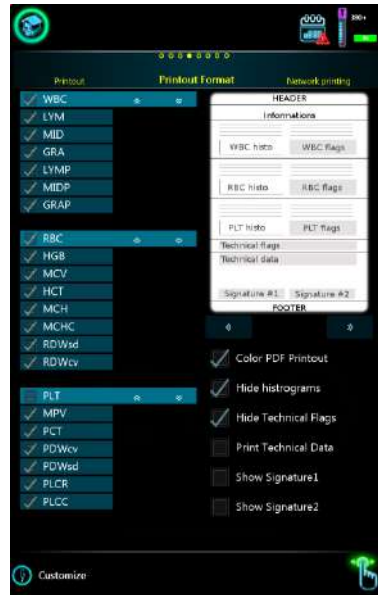 000
390+
Printout
Printout Format
Network printing
WBC
LYM
MID
GRA
LYMP
MIDP
GRAP
RBC
HGB
MCV
HCT
MCH
MCHC
RDWsd
RDWcv
PLT
MPV
PCT
PDWcv
PDWsd
PLCR
PLCC
HEADER
Informations
WBC histo WBC flags
RBC histo RBC flags
PLT histo PLT flags
Technical flags
Technical data
Signature #1 Signature #2
FOOTER
Color PDF Printout
Hide histrograms
Hide Technical Flags
Print Technical Data
Show Signature1
Show Signature2
Customize